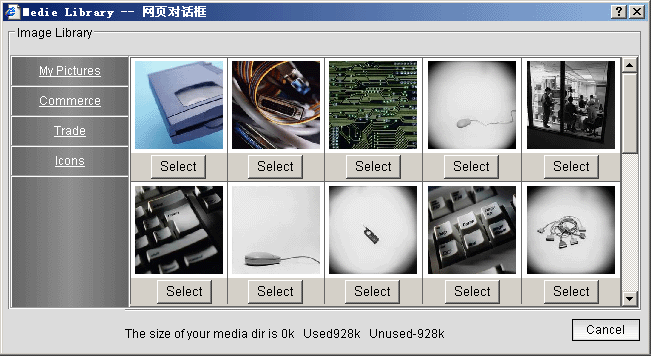 Medie Library -- 网页对话框
Image Library
My Pictures
Commerce
Trade
Icons
Select Select Select Select Select
Select Select Select Select Select
The size of your media dir is 0k Used928k Unused-928k
Cancel